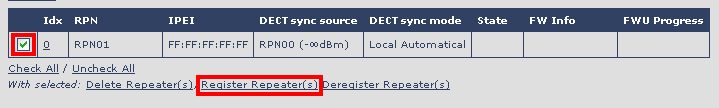 Idx RPN IPEI DECT sync source DECT sync mode State FW Info FWU Progress
0 RPN01 FF:FF:FF:FF:FF RPN00 (-∞dBm) Local Automatical
Check All / Uncheck All
With selected: Delete Repeater(s), Register Repeater(s), Deregister Repeater(s)